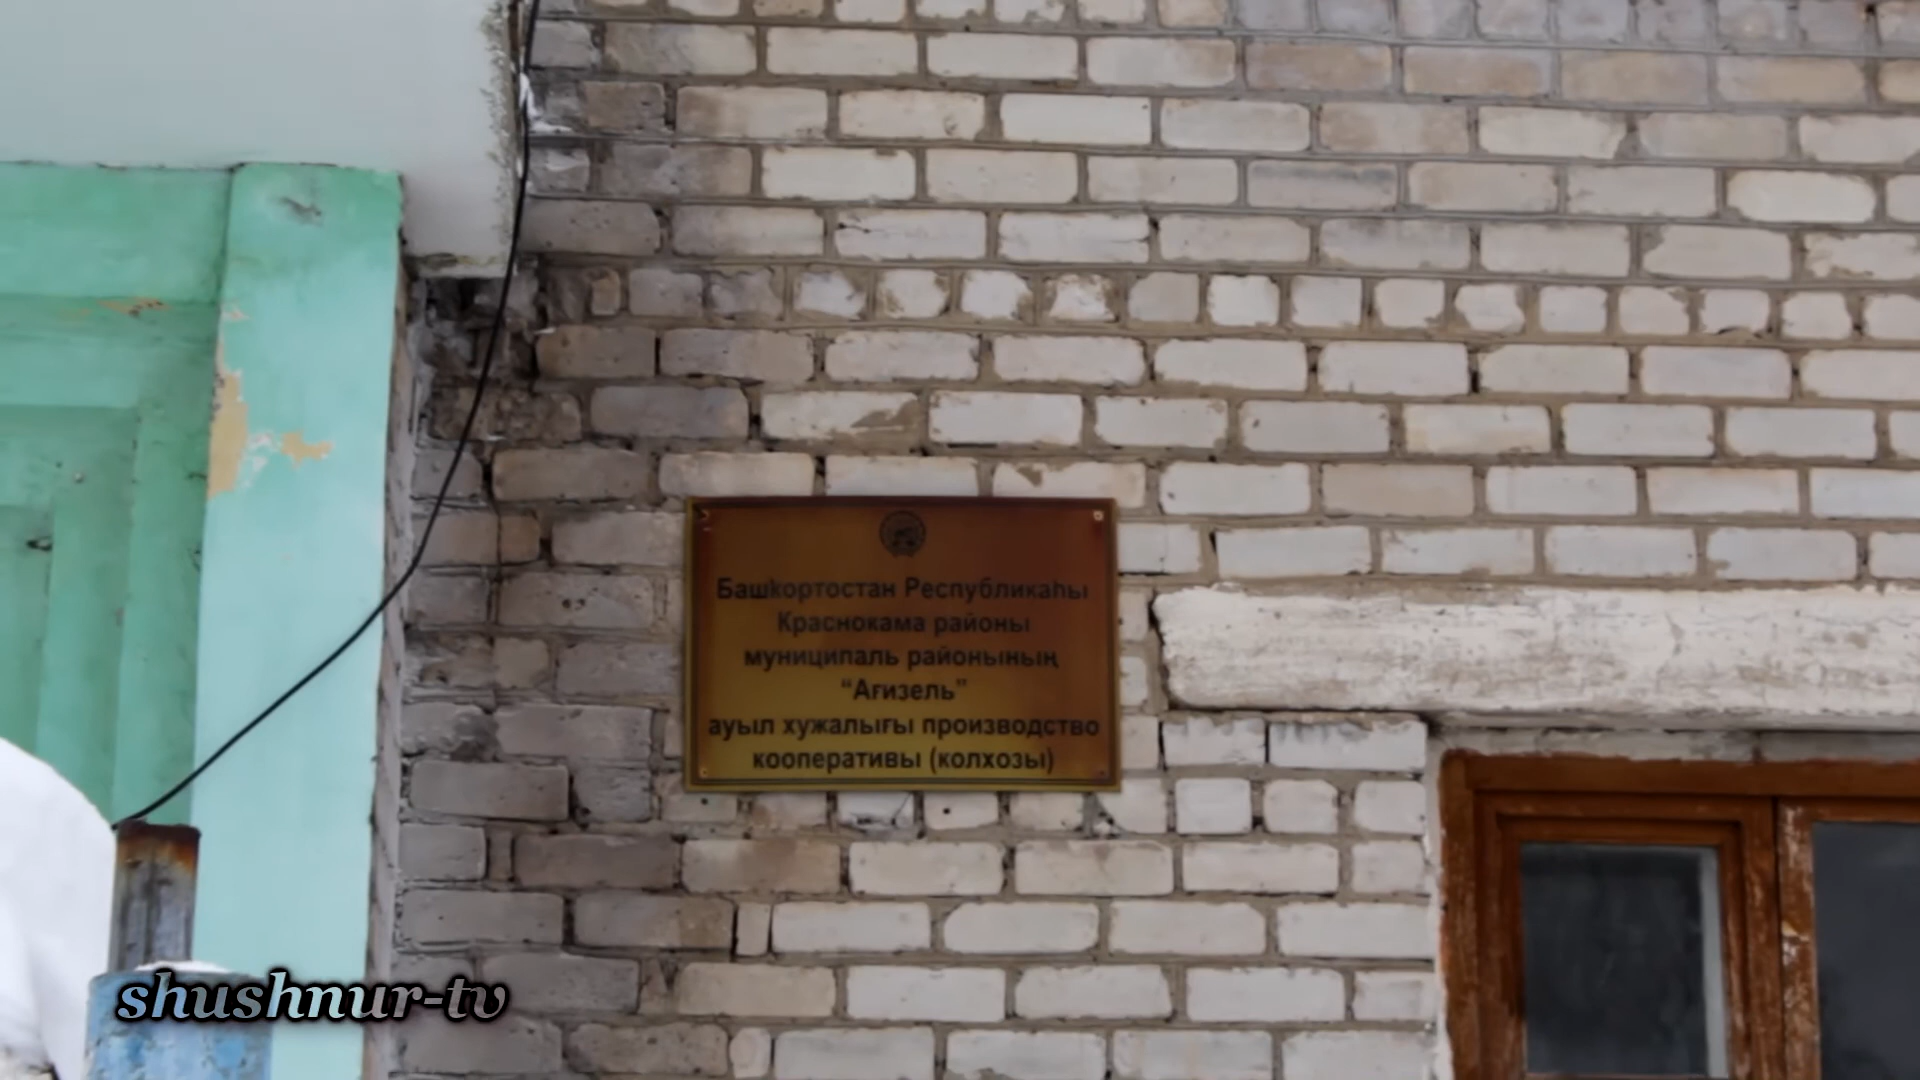 Башҡортостан Республикаһы
Краснокама районы
муниципаль районының
“Ағизель”
ауыл хужалығы производство
кооперативы (колхозы)
shushnur-tv